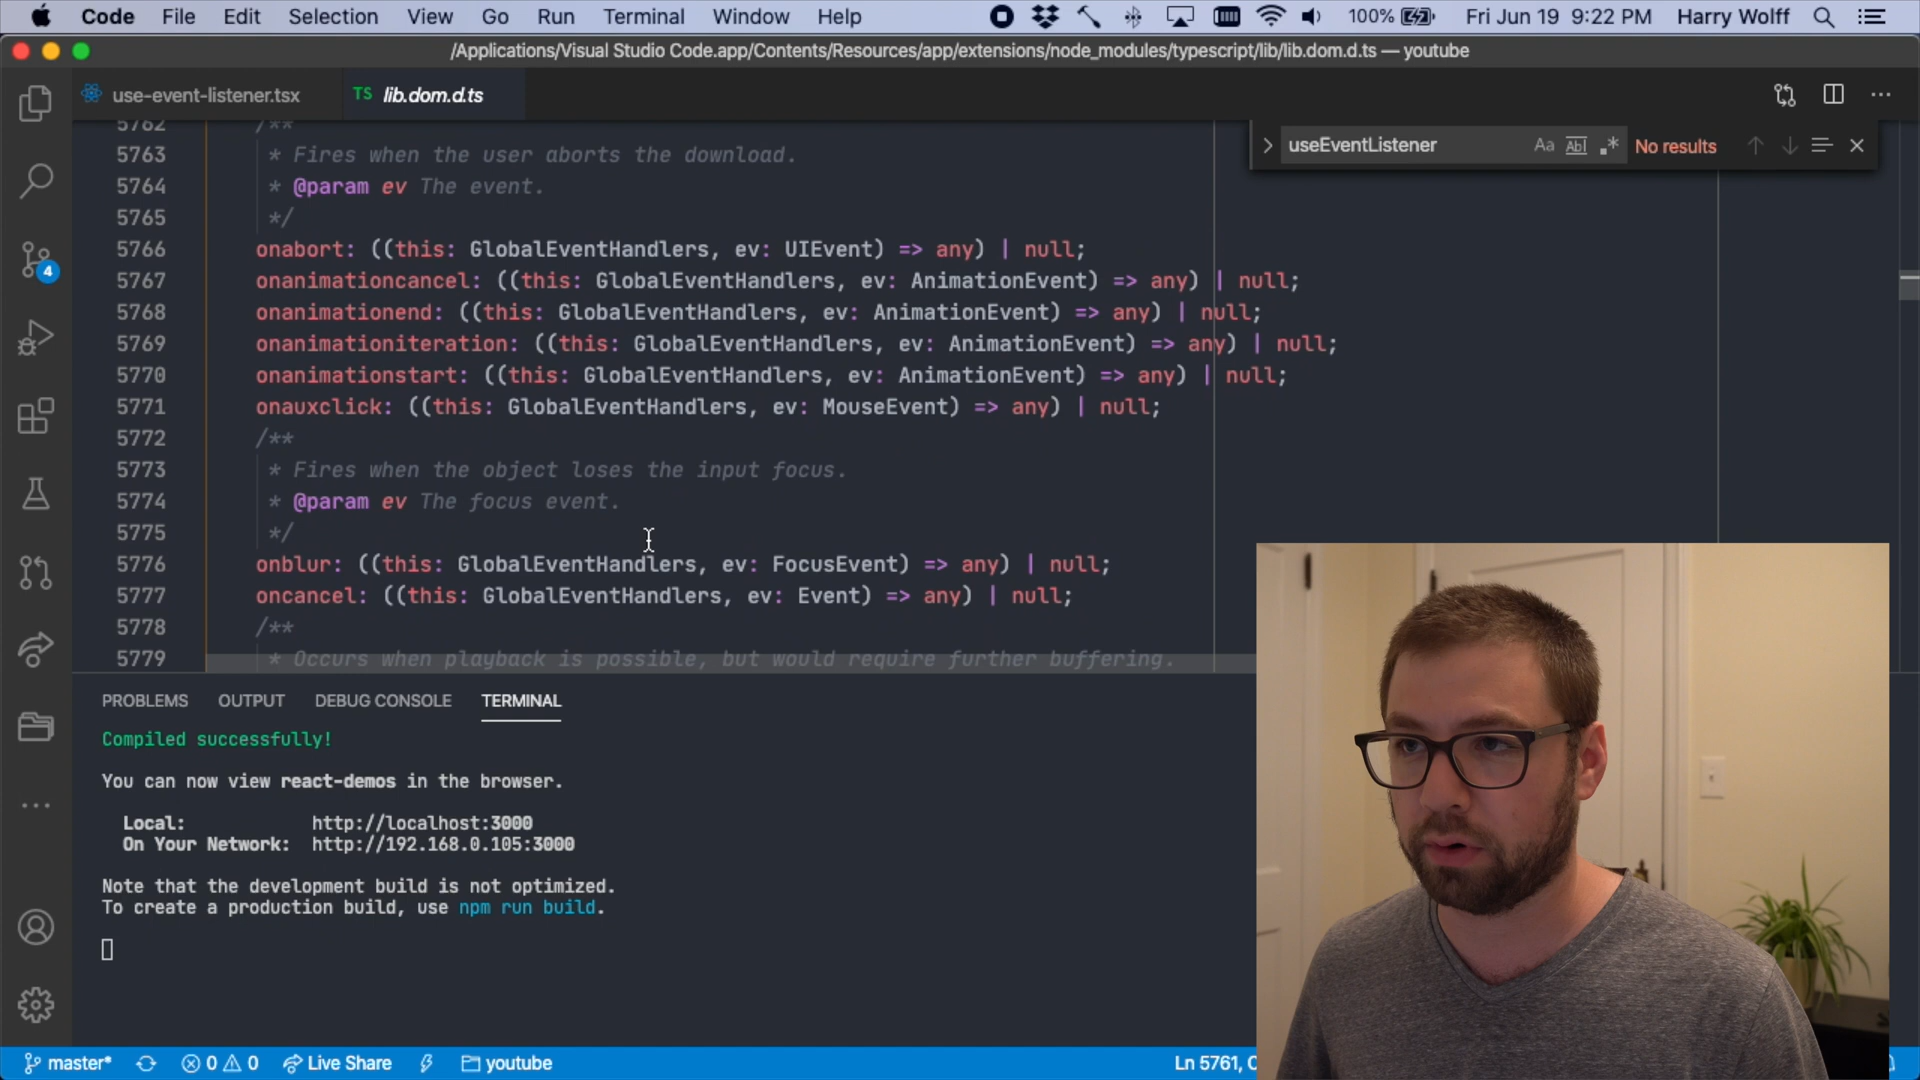 Code File Edit Selection View Go Run Terminal Window Help 100% Fri Jun 19 9:22 PM Harry Wolff
/Applications/Visual Studio Code.app/Contents/Resources/app/extensions/node_modules/typescript/lib/lib.dom.d.ts — youtube
use-event-listener.tsx TS lib.dom.d.ts
useEventListener Aa Abl .* No results
5762 /**
5763 * Fires when the user aborts the download.
5764 * @param ev The event.
5765 */
5766 onabort: ((this: GlobalEventHandlers, ev: UIEvent) => any) | null;
5767 onanimationcancel: ((this: GlobalEventHandlers, ev: AnimationEvent) => any) | null;
5768 onanimationend: ((this: GlobalEventHandlers, ev: AnimationEvent) => any) | null;
5769 onanimationiteration: ((this: GlobalEventHandlers, ev: AnimationEvent) => any) | null;
5770 onanimationstart: ((this: GlobalEventHandlers, ev: AnimationEvent) => any) | null;
5771 onauxclick: ((this: GlobalEventHandlers, ev: MouseEvent) => any) | null;
5772 /**
5773 * Fires when the object loses the input focus.
5774 * @param ev The focus event.
5775 */
5776 onblur: ((this: GlobalEventHandlers, ev: FocusEvent) => any) | null;
5777 oncancel: ((this: GlobalEventHandlers, ev: Event) => any) | null;
5778 /**
5779 * Occurs when playback is possible, but would require further buffering.
4
PROBLEMS OUTPUT DEBUG CONSOLE TERMINAL
Compiled successfully!
You can now view react-demos in the browser.
Local: http://localhost:3000
On Your Network: http://192.168.0.105:3000
Note that the development build is not optimized.
To create a production build, use npm run build.
master* 0 0 Live Share youtube Ln 5761,